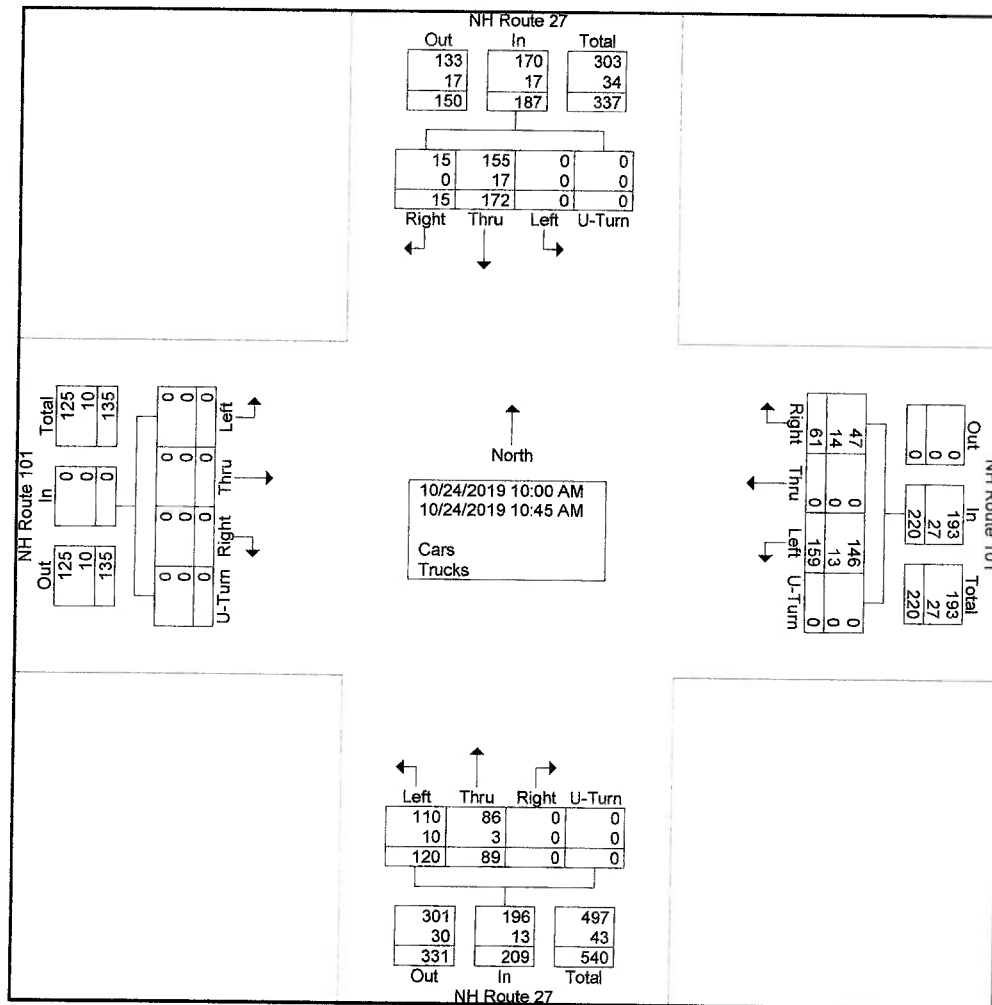 NH Route 27
Out In Total
133 170 303
17 17 34
150 187 337
15 155 0 0
0 17 0 0
15 172 0 0
Right Thru Left U-Turn
NH Route 101
Total In Out
125 0 125
10 0 10
135 0 135
Left Thru Right U-Turn
0 0 0 0
0 0 0 0
0 0 0 0
North
10/24/2019 10:00 AM
10/24/2019 10:45 AM
Cars
Trucks
Right Thru Left U-Turn
47 0 146 0
14 0 13 0
61 0 159 0
NH Route 101
Out In Total
0 193 193
0 27 27
0 220 220
Left Thru Right U-Turn
110 86 0 0
10 3 0 0
120 89 0 0
301 196 497
30 13 43
331 209 540
Out In Total
NH Route 27